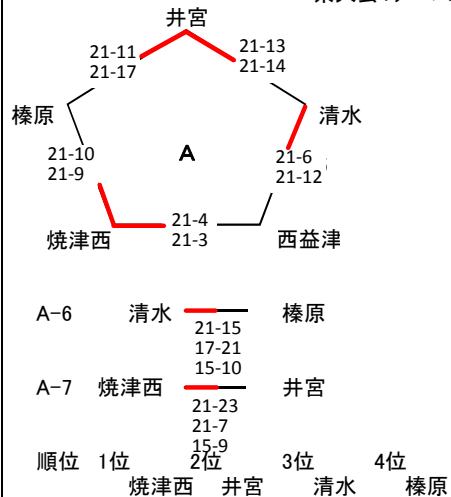 井宮
21-11
21-17
21-13
21-14
榛原
清水
21-10
21-9
A
21-6
21-12
焼津西
21-4
21-3
西益津
A-6 清水 榛原
21-15
17-21
15-10
A-7 焼津西 井宮
21-23
21-7
15-9
順位 1位 2位 3位 4位
焼津西 井宮 清水 榛原